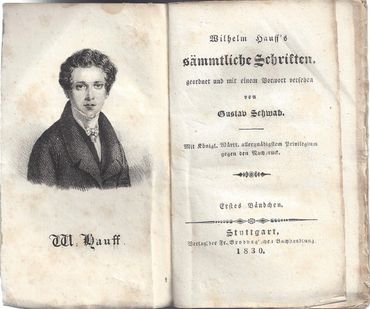 W. Hauff.
Wilhelm Hauff's
sämmtliche Schriften,
geordnet und mit einem Vorwort versehen
von
Gustav Schwab.
Mit Königl. Württ. allergnädigstem Privilegium
gegen den Nachdruck.
Erstes Bändchen.
Stuttgart,
Verlag der Fr. Brodhag'schen Buchhandlung
1830.